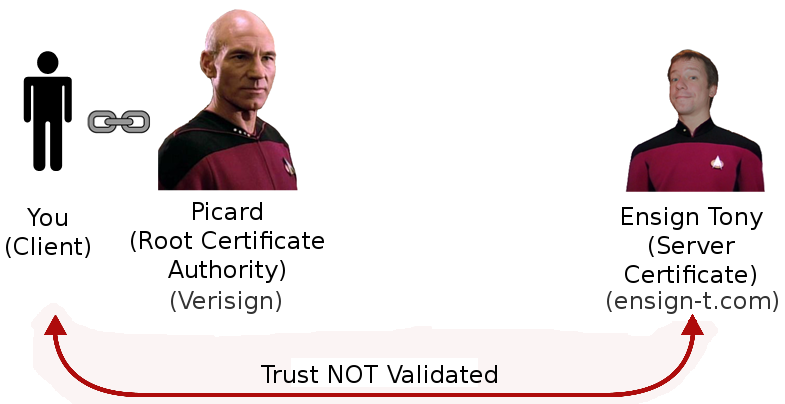 You
(Client)
Picard
(Root Certificate
Authority)
(Verisign)
Ensign Tony
(Server
Certificate)
(ensign-t.com)
Trust NOT Validated